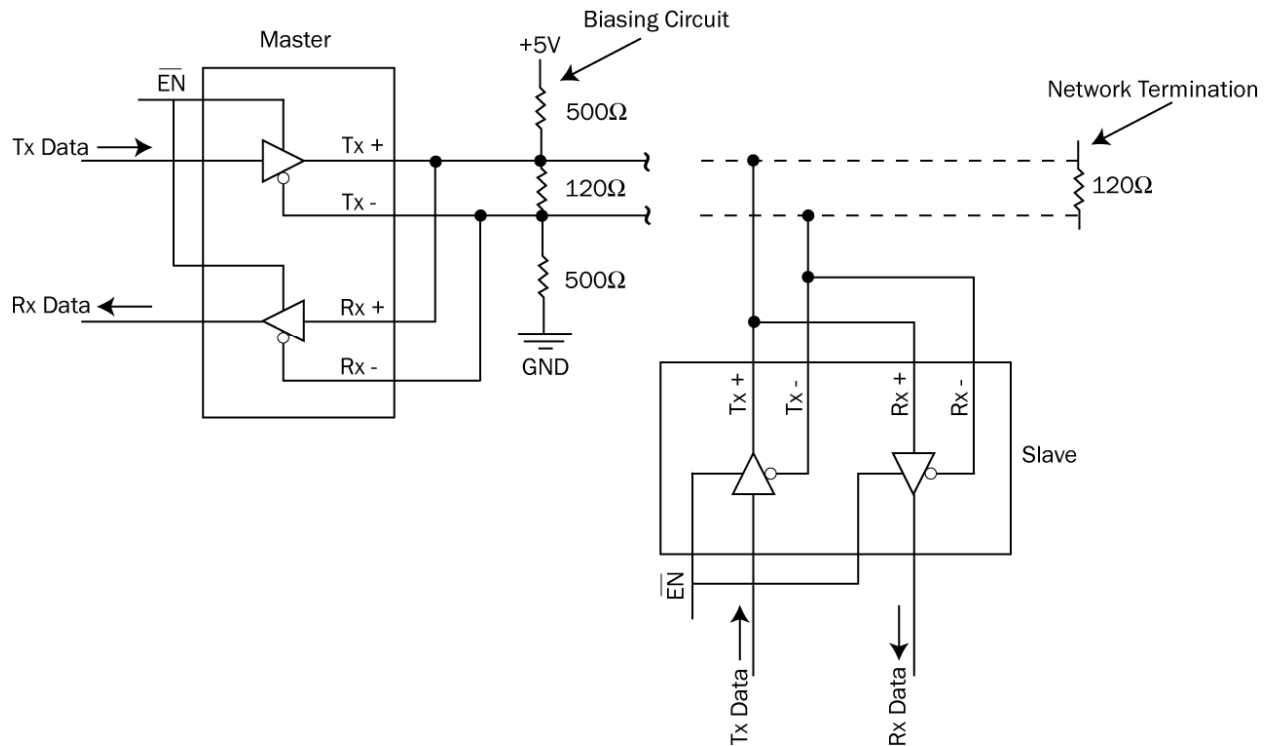 Biasing Circuit
Master
+5V
EN
500Ω
Network Termination
Tx Data
Tx +
120Ω
120Ω
Tx -
500Ω
Rx Data
Rx +
GND
Rx -
Tx +
Tx -
Rx +
Rx -
Slave
EN
Tx Data
Rx Data